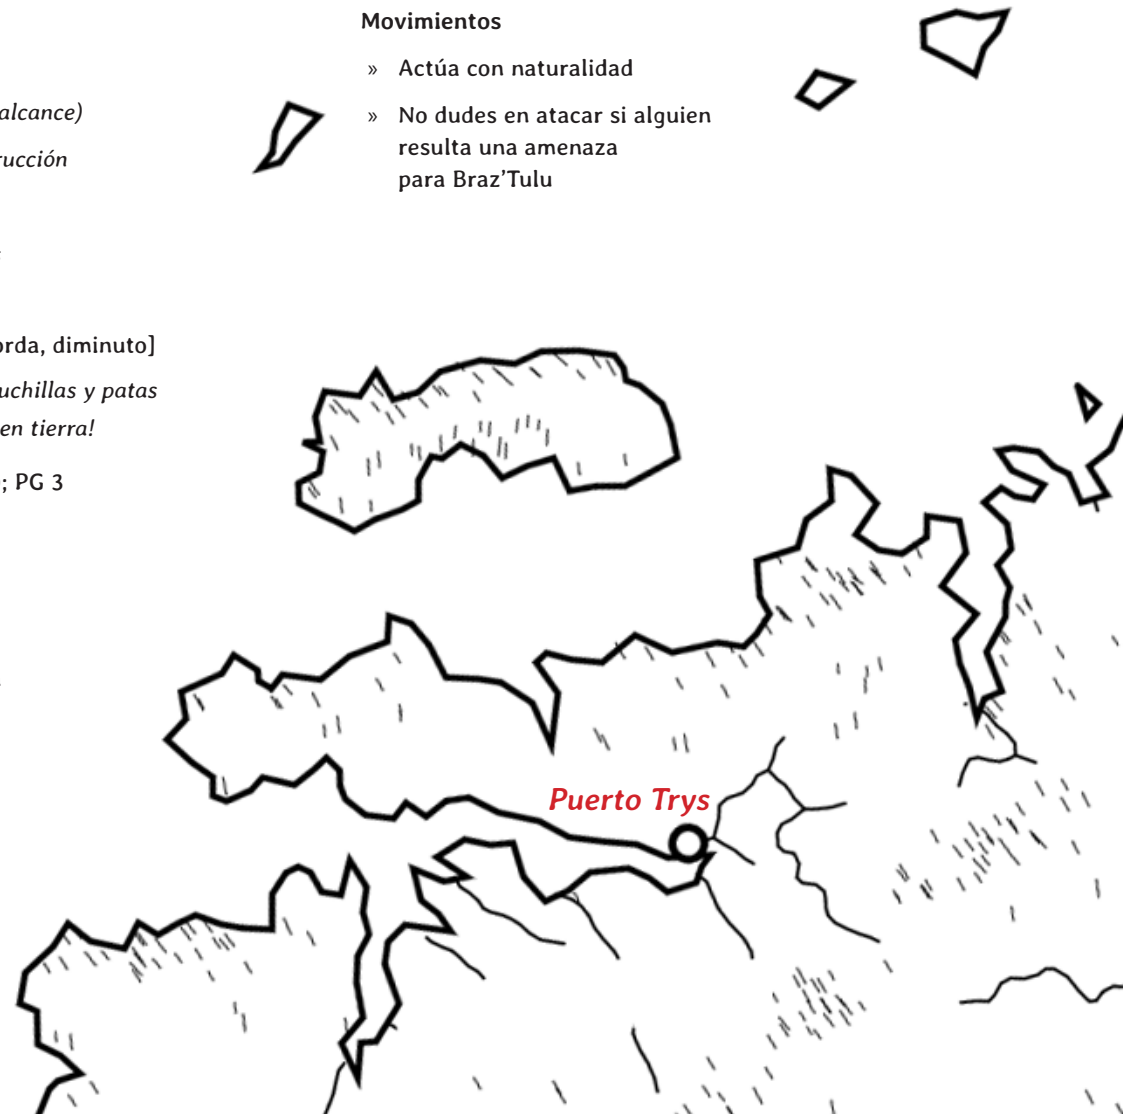 Movimientos
» Actúa con naturalidad
» No dudes en atacar si alguien
resulta una amenaza
para Braz’Tulu
alcance)
rucción
orda, diminuto]
uchillas y patas
en tierra!
; PG 3
Puerto Trys